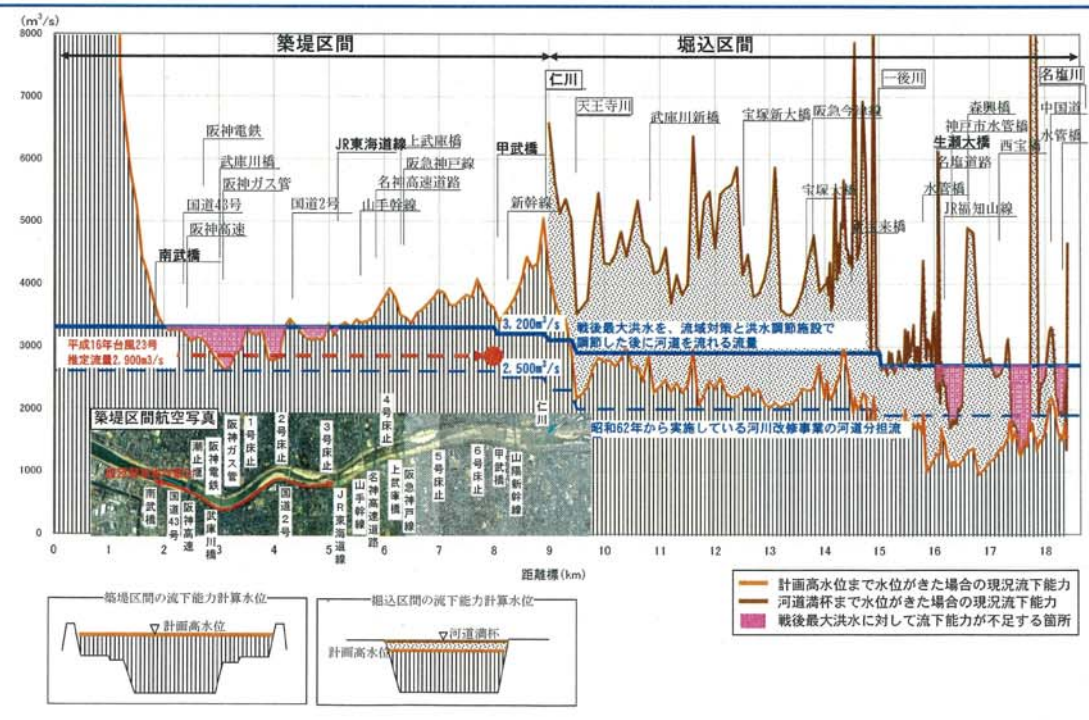 (m³/s)
8000
7000
6000
5000
4000
3000
2000
1000
0
築堤区間
堀込区間
仁川
天王寺川
一後川
名塩川
阪神電鉄
武庫川橋
阪神ガス管
国道43号
阪神高速
南武橋
国道2号
JR東海道線
上武庫橋
阪急神戸線
名神高速道路
山手幹線
甲武橋
新幹線
武庫川新橋
宝塚新大橋
阪急今津線
宝塚大橋
生瀬大橋
森興橋
神戸市水管橋
名塩道路
西宝橋
水管橋
JR福知山線
中国道
水管橋
平成16年台風23号
推定流量2,900m3/s
3,200m³/s
2,500m³/s
戦後最大洪水を、流域対策と洪水調節施設で
調節した後に河道を流れる流量
昭和62年から実施している河川改修事業の河道分担流
築堤区間航空写真
南武橋
国道43号
阪神高速
潮止堰
阪神電鉄
武庫川橋
阪神ガス管
1号床止
2号床止
国道2号
3号床止
JR東海道線
山手幹線
名神高速道路
4号床止
上武庫橋
阪急神戸線
5号床止
6号床止
甲武橋
山陽新幹線
仁川
0 1 2 3 4 5 6 7 8 9 10 11 12 13 14 15 16 17 18
距離標(km)
計画高水位まで水位がきた場合の現況流下能力
河道満杯まで水位がきた場合の現況流下能力
戦後最大洪水に対して流下能力が不足する箇所
築堤区間の流下能力計算水位
計画高水位
堀込区間の流下能力計算水位
河道満杯
計画高水位